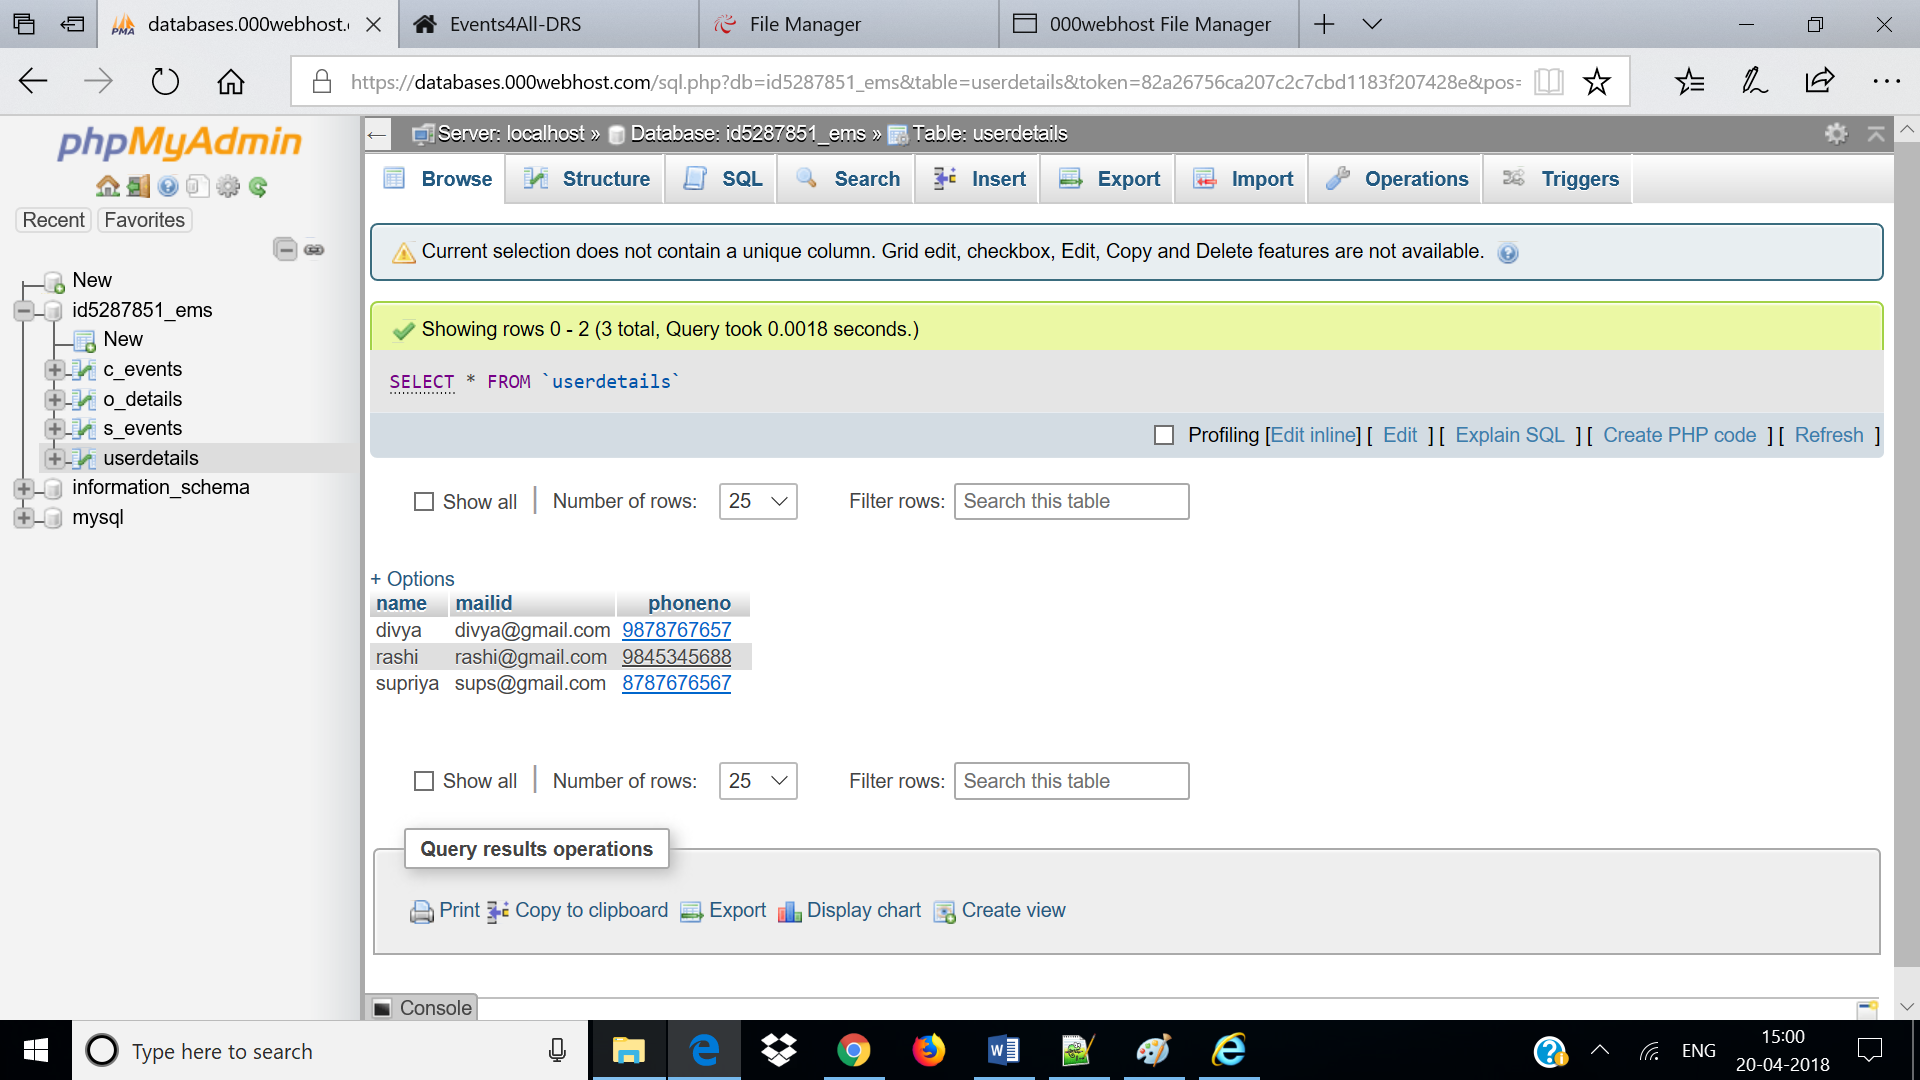 databases.000webhost.
Events4All-DRS
File Manager
000webhost File Manager
https://databases.000webhost.com/sql.php?db=id5287851_ems&table=userdetails&token=82a26756ca207c2c7cbd1183f207428e&pos=
phpMyAdmin
Recent Favorites
New
id5287851_ems
New
c_events
o_details
s_events
userdetails
information_schema
mysql
Server: localhost » Database: id5287851_ems » Table: userdetails
Browse Structure SQL Search Insert Export Import Operations Triggers
Current selection does not contain a unique column. Grid edit, checkbox, Edit, Copy and Delete features are not available.
Showing rows 0 - 2 (3 total, Query took 0.0018 seconds.)
SELECT * FROM `userdetails`
Profiling [Edit inline] [ Edit ] [ Explain SQL ] [ Create PHP code ] [ Refresh ]
Show all | Number of rows: 25 Filter rows: Search this table
+ Options
name mailid phoneno
divya divya@gmail.com 9878767657
rashi rashi@gmail.com 9845345688
supriya sups@gmail.com 8787676567
Show all | Number of rows: 25 Filter rows: Search this table
Query results operations
Print Copy to clipboard Export Display chart Create view
Console
Type here to search
ENG
15:00
20-04-2018